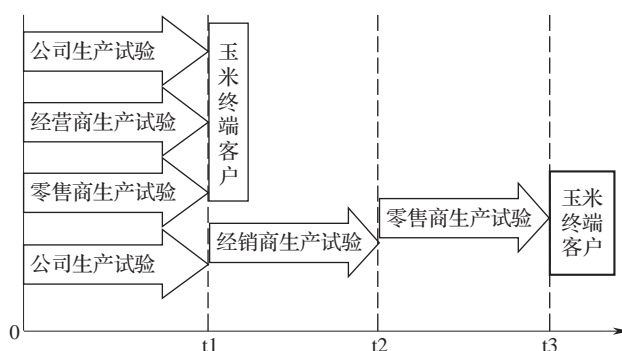 公司生产试验
经营商生产试验
零售商生产试验
公司生产试验
玉米终端客户
经销商生产试验
零售商生产试验
玉米
终端
客户
0
t1
t2
t3